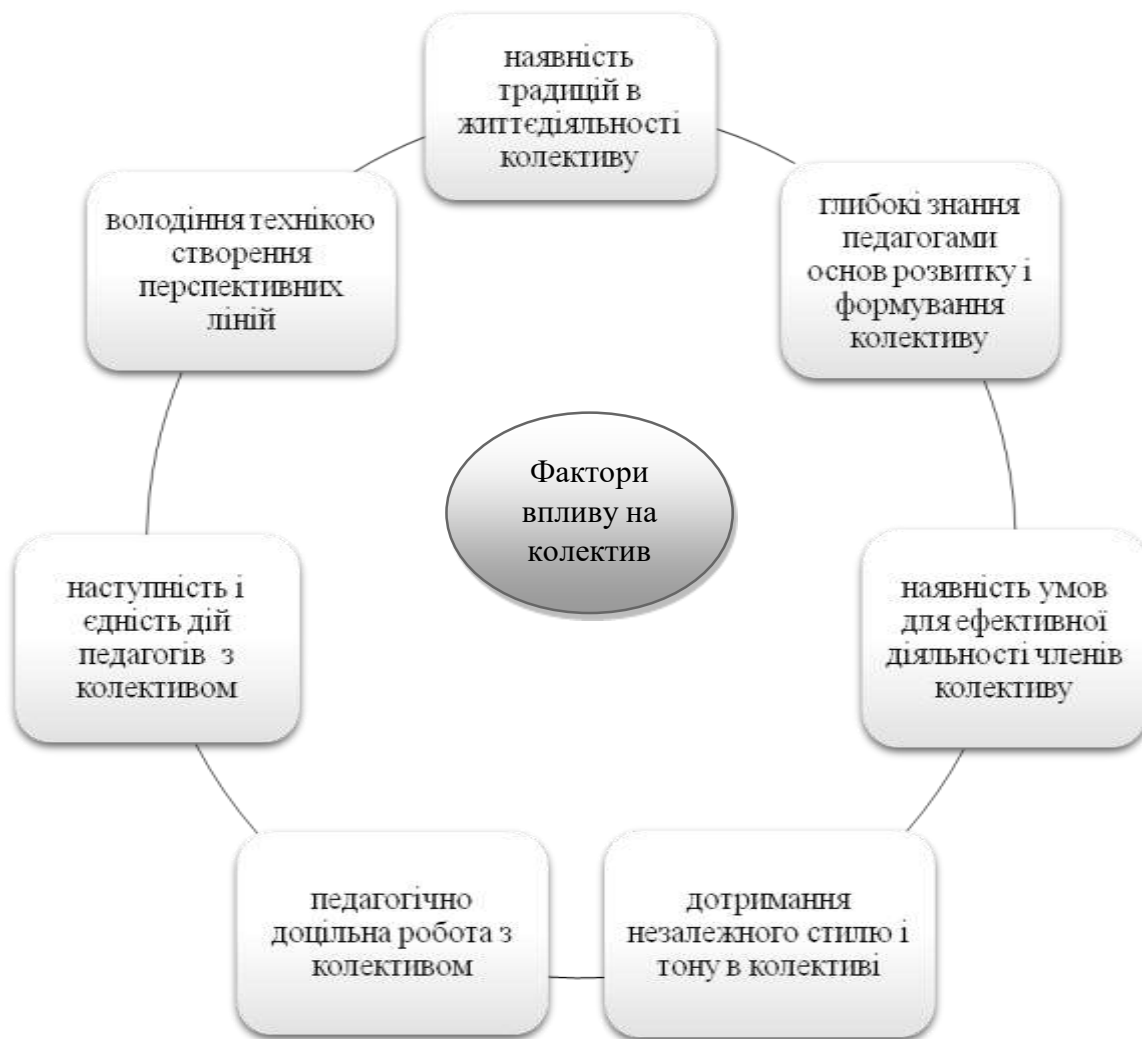 наявність
традицій в
життєдіяльності
колективу
глибокі знання
педагогами
основ розвитку і
формування
колективу
наявність умов
для ефективної
діяльності членів
колективу
дотримання
незалежного стилю і
тону в колективі
педагогічно
доцільна робота з
колективом
наступність і
єдність дій
педагогів з
колективом
володіння технікою
створення
перспективних
ліній
Фактори
впливу на
колектив